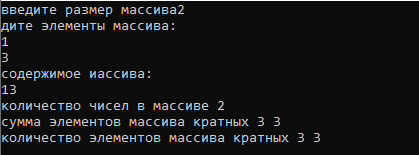 введите размер массива2
дите элементы массива:
1
3
содержимое иассива:
13
количество чисел в массиве 2
сумма элементов массива кратных 3 3
количество элементов массива кратных 3 3